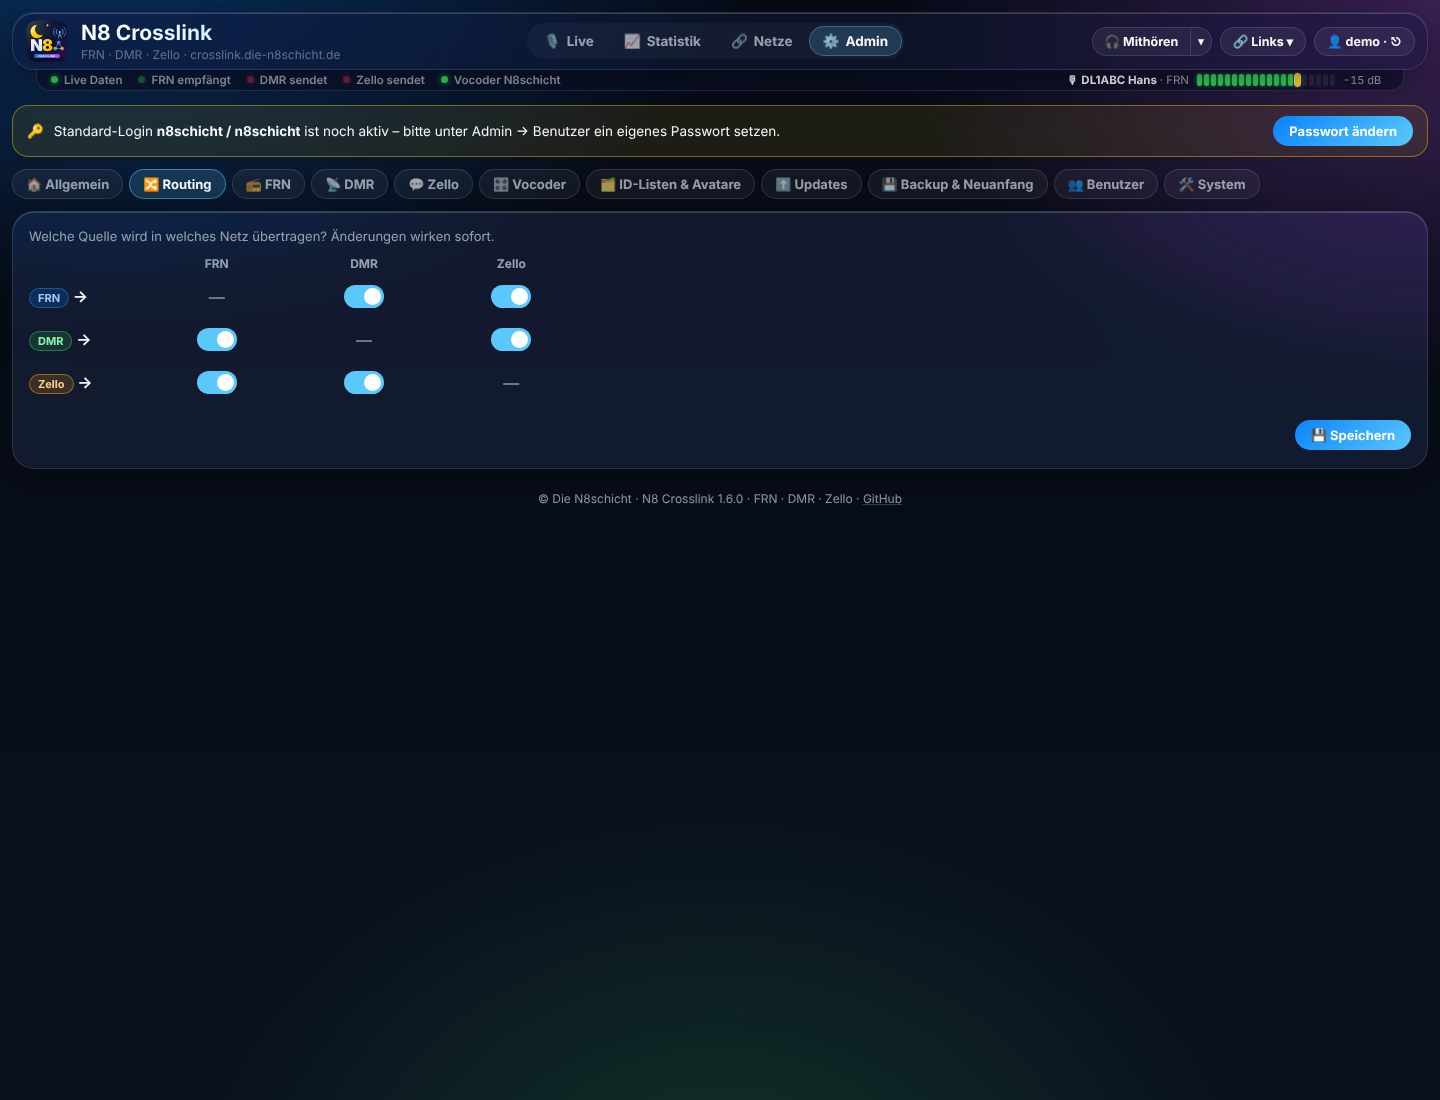 N8 Crosslink
FRN · DMR · Zello · crosslink.die-n8schicht.de
Live
Statistik
Netze
Admin
Mithören ▾
Links ▾
demo ·
Live Daten
FRN empfängt
DMR sendet
Zello sendet
Vocoder N8schicht
DL1ABC Hans · FRN
-15 dB
Standard-Login n8schicht / n8schicht ist noch aktiv – bitte unter Admin → Benutzer ein eigenes Passwort setzen.
Passwort ändern
Allgemein
Routing
FRN
DMR
Zello
Vocoder
ID-Listen & Avatare
Updates
Backup & Neuanfang
Benutzer
System
Welche Quelle wird in welches Netz übertragen? Änderungen wirken sofort.
FRN DMR Zello
FRN → —
DMR → —
Zello → —
Speichern
© Die N8schicht · N8 Crosslink 1.6.0 · FRN · DMR · Zello · GitHub